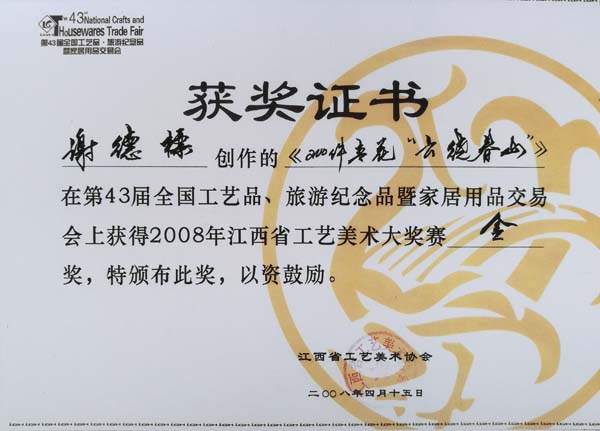 The 43rd National Crafts and
Housewares Trade Fair
第43届全国工艺品·旅游纪念品
暨家居用品交易会
获奖证书
谢德 创作的《200件青花“云绕春山”》
在第43届全国工艺品、旅游纪念品暨家居用品交易
会上获得2008年江西省工艺美术大奖赛 金
奖，特颁布此奖，以资鼓励。
江西省工艺美术协会
二〇〇八年四月十五日